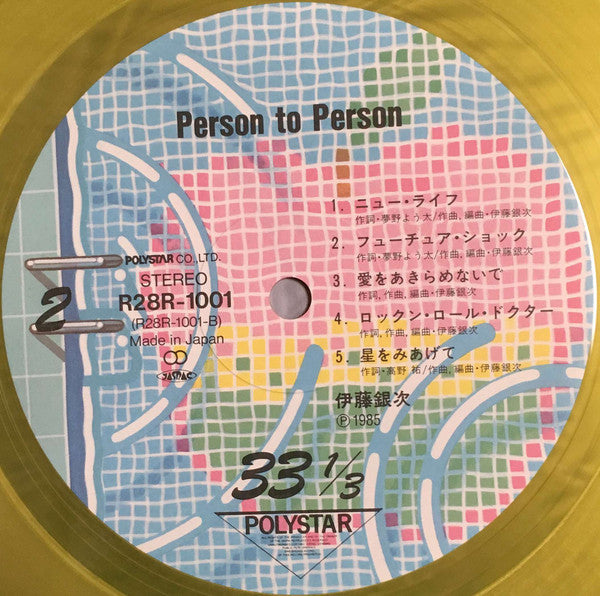 Person to Person
1. ニュー・ライフ
作詞・夢野よう太/作曲, 編曲・伊藤銀次
2. フューチュア・ショック
作詞・夢野よう太/作曲, 編曲・伊藤銀次
3. 愛をあきらめないで
作詞, 作曲, 編曲・伊藤銀次
4. ロックン・ロール・ドクター
作詞, 作曲, 編曲・伊藤銀次
5. 星をみあげて
作詞・高野 祐/作曲, 編曲・伊藤銀次
伊藤銀次
Ⓟ1985
POLYSTAR CO., LTD.
STEREO
2
R28R-1001
(R28R-1001-B)
Made in Japan
JASRAC
33 1/3
POLYSTAR